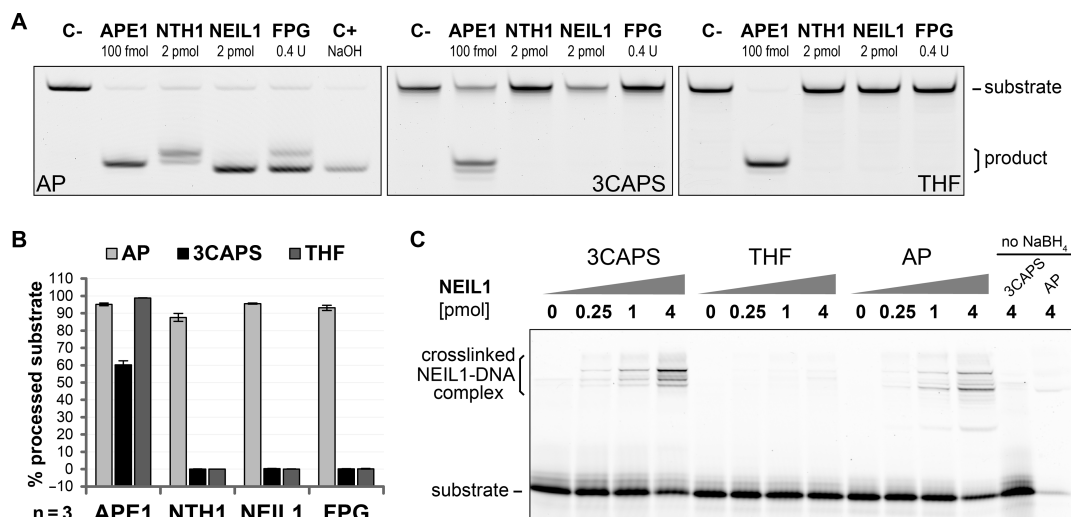 A
C- APE1 NTH1 NEIL1 FPG C+
100 fmol 2 pmol 2 pmol 0.4 U NaOH
AP
C- APE1 NTH1 NEIL1 FPG
100 fmol 2 pmol 2 pmol 0.4 U
3CAPS
C- APE1 NTH1 NEIL1 FPG
100 fmol 2 pmol 2 pmol 0.4 U
THF
substrate
product
B
AP 3CAPS THF
% processed substrate
110
100
90
80
70
60
50
40
30
20
10
0
−10
n = 3 APE1 NTH1 NEIL1 FPG
C
no NaBH₄
3CAPS THF AP 3CAPS AP
NEIL1
[pmol]
0 0.25 1 4 0 0.25 1 4 0 0.25 1 4 4 4
crosslinked
NEIL1-DNA
complex
substrate